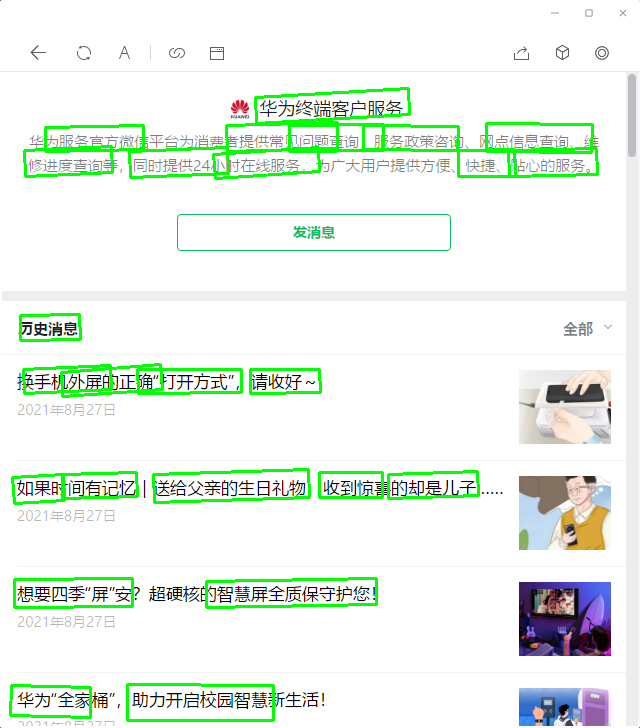 HUAWEI 华为终端客户服务
华为服务官方微信平台为消费者提供常见问题查询、服务政策咨询、网点信息查询、维
修进度查询等，同时提供24小时在线服务，为广大用户提供方便、快捷、贴心的服务。
发消息
历史消息 全部
换手机外屏的正确“打开方式”，请收好～
2021年8月27日
如果时间有记忆 | 送给父亲的生日礼物，收到惊喜的却是儿子……
2021年8月27日
想要四季“屏”安？超硬核的智慧屏全质保守护您！
2021年8月27日
华为“全家桶”，助力开启校园智慧新生活！
2021年8月27日